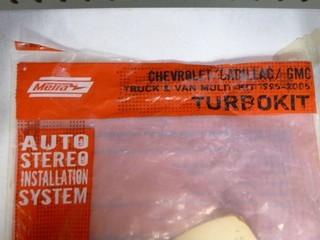 Metra
CHEVROLET/CADILLAC/GMC
TRUCK & VAN MULTI-KIT 1995-2005
TURBOKIT
AUTO
STEREO
INSTALLATION
SYSTEM